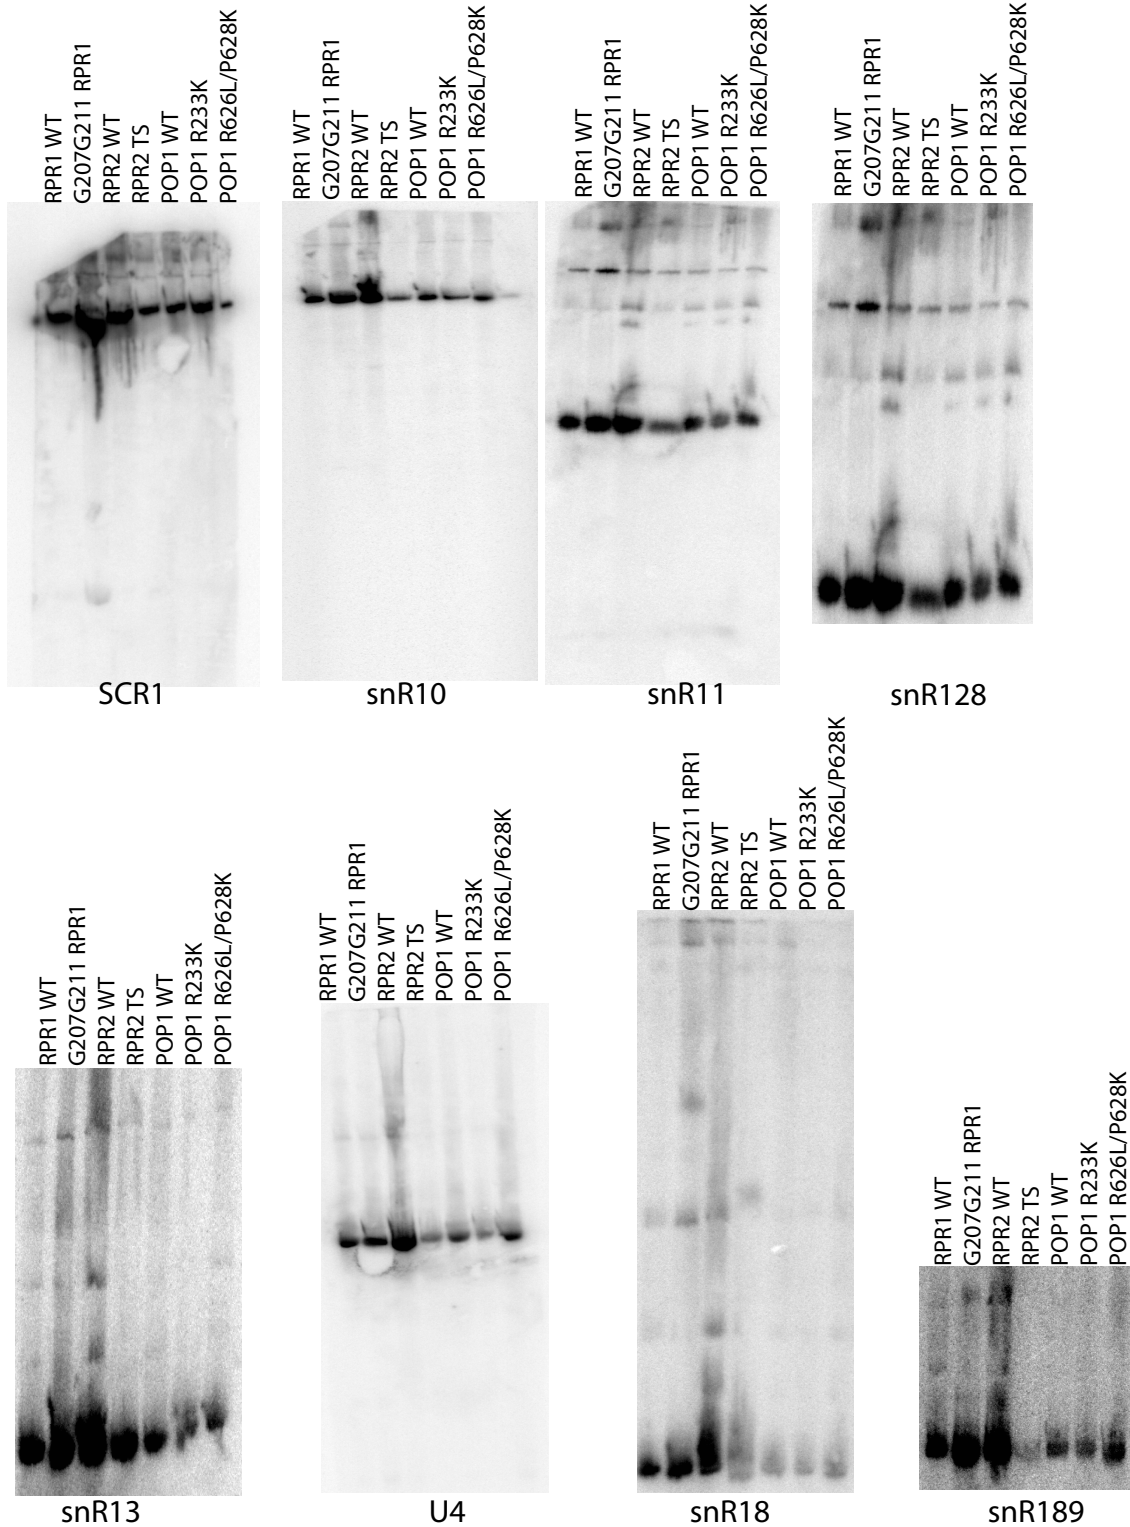 RPR1 WT
G207G211 RPR1
RPR2 WT
RPR2 TS
POP1 WT
POP1 R233K
POP1 R626L/P628K
SCR1
RPR1 WT
G207G211 RPR1
RPR2 WT
RPR2 TS
POP1 WT
POP1 R233K
POP1 R626L/P628K
snR10
RPR1 WT
G207G211 RPR1
RPR2 WT
RPR2 TS
POP1 WT
POP1 R233K
POP1 R626L/P628K
snR11
RPR1 WT
G207G211 RPR1
RPR2 WT
RPR2 TS
POP1 WT
POP1 R233K
POP1 R626L/P628K
snR128
RPR1 WT
G207G211 RPR1
RPR2 WT
RPR2 TS
POP1 WT
POP1 R233K
POP1 R626L/P628K
snR13
RPR1 WT
G207G211 RPR1
RPR2 WT
RPR2 TS
POP1 WT
POP1 R233K
POP1 R626L/P628K
U4
RPR1 WT
G207G211 RPR1
RPR2 WT
RPR2 TS
POP1 WT
POP1 R233K
POP1 R626L/P628K
snR18
RPR1 WT
G207G211 RPR1
RPR2 WT
RPR2 TS
POP1 WT
POP1 R233K
POP1 R626L/P628K
snR189